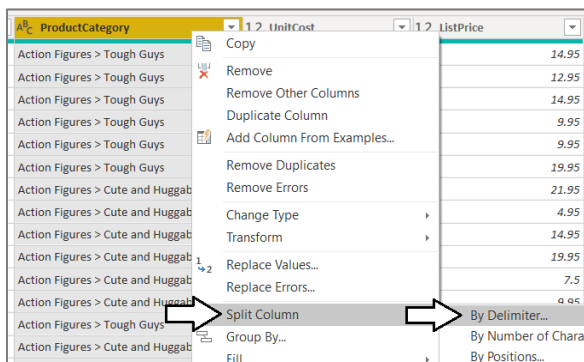 ABC ProductCategory 1.2 UnitCost 1.2 ListPrice
Action Figures > Tough Guys 14.95
Action Figures > Tough Guys 12.95
Action Figures > Tough Guys 14.95
Action Figures > Tough Guys 9.95
Action Figures > Tough Guys 9.95
Action Figures > Tough Guys 19.95
Action Figures > Cute and Huggab 21.95
Action Figures > Cute and Huggab 4.95
Action Figures > Cute and Huggab 14.95
Action Figures > Cute and Huggab 19.95
Action Figures > Cute and Huggab 7.5
Action Figures > Cute and Huggab 9.95
Action Figures > Tough Guys
Action Figures > Cute and Huggab
Copy
Remove
Remove Other Columns
Duplicate Column
Add Column From Examples...
Remove Duplicates
Remove Errors
Change Type
Transform
1 2 Replace Values...
Replace Errors...
Split Column
Group By...
Fill
By Delimiter...
By Number of Chara
By Positions...